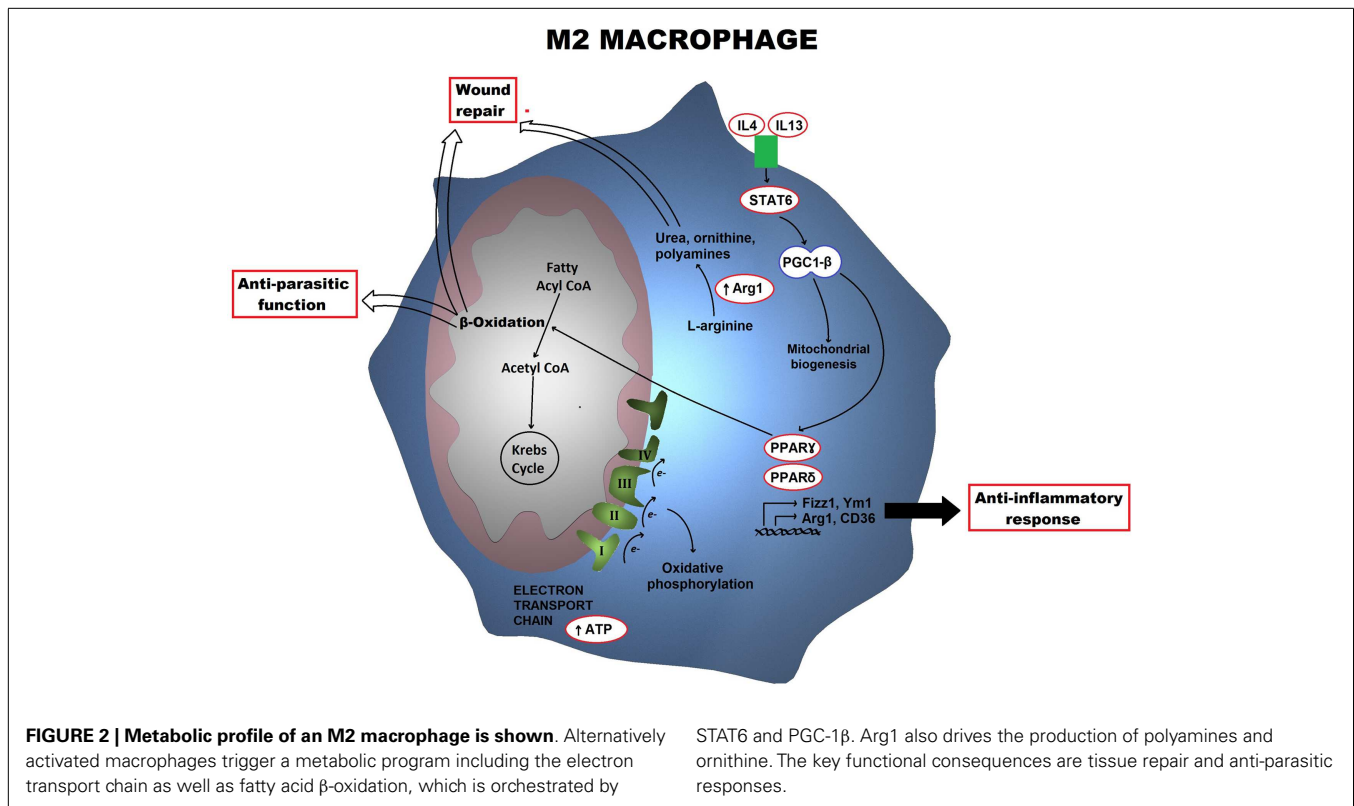 M2 MACROPHAGE
Wound
repair
IL4 IL13
STAT6
Urea, ornithine,
polyamines
PGC1-β
↑ Arg1
L-arginine
Mitochondrial
biogenesis
Anti-parasitic
function
Fatty
Acyl CoA
β-Oxidation
Acetyl CoA
Krebs
Cycle
PPARɣ
PPARδ
Fizz1, Ym1
Arg1, CD36
Anti-inflammatory
response
IV
e-
III
e-
II
e-
I
Oxidative
phosphorylation
ELECTRON
TRANSPORT
CHAIN
↑ ATP
FIGURE 2 | Metabolic profile of an M2 macrophage is shown. Alternatively
activated macrophages trigger a metabolic program including the electron
transport chain as well as fatty acid β-oxidation, which is orchestrated by
STAT6 and PGC-1β. Arg1 also drives the production of polyamines and
ornithine. The key functional consequences are tissue repair and anti-parasitic
responses.